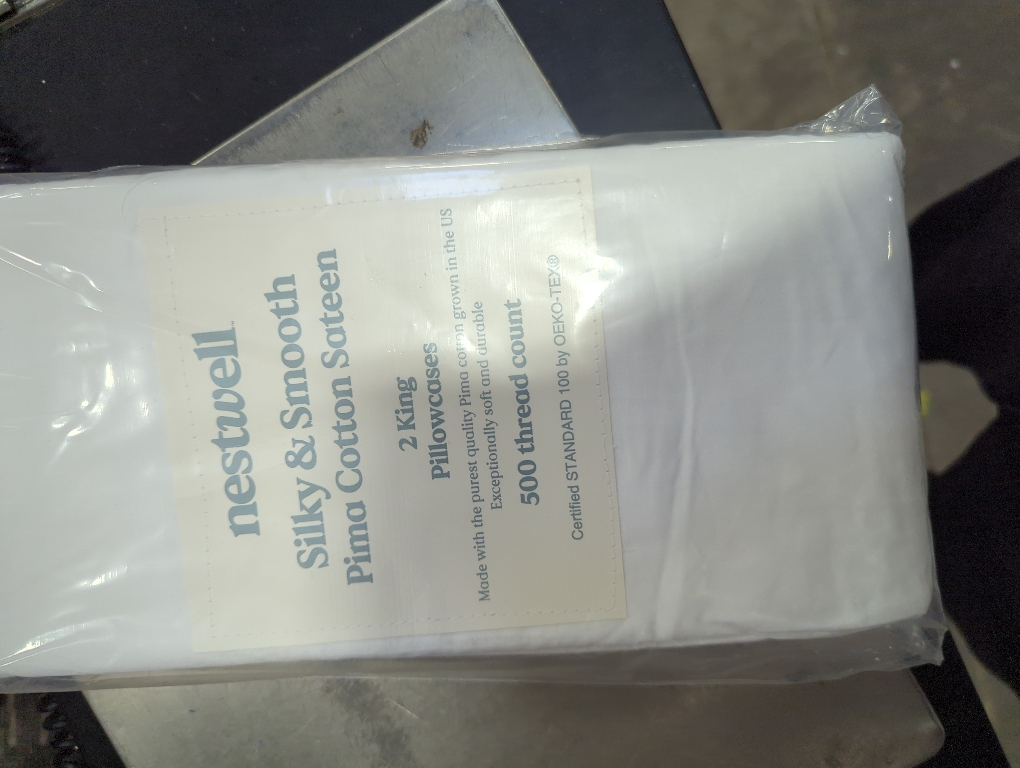 nestwell™
Silky & Smooth
Pima Cotton Sateen
2 King
Pillowcases
Made with the purest quality Pima cotton grown in the US
Exceptionally soft and durable
500 thread count
Certified STANDARD 100 by OEKO-TEX®